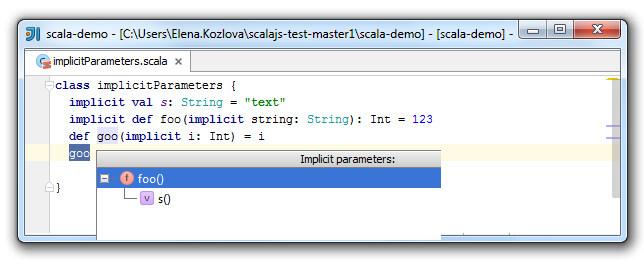 scala-demo - [C:\Users\Elena.Kozlova\scalajs-test-master1\scala-demo] - [scala-demo] -
implicitParameters.scala
class implicitParameters {
implicit val s: String = "text"
implicit def foo(implicit string: String): Int = 123
def goo(implicit i: Int) = i
goo
Implicit parameters:
f foo()
v s()
}